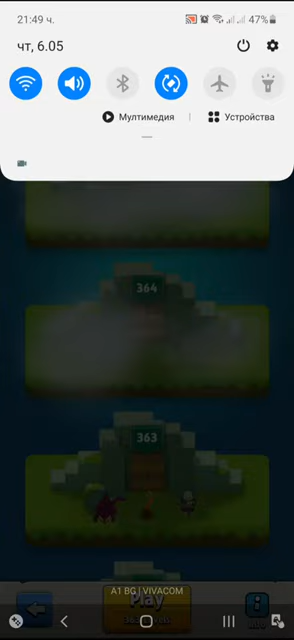 21:49 ч. 47%
чт, 6.05
Мултимедия | Устройства
364
363
Play
A1 BG | VIVACOM